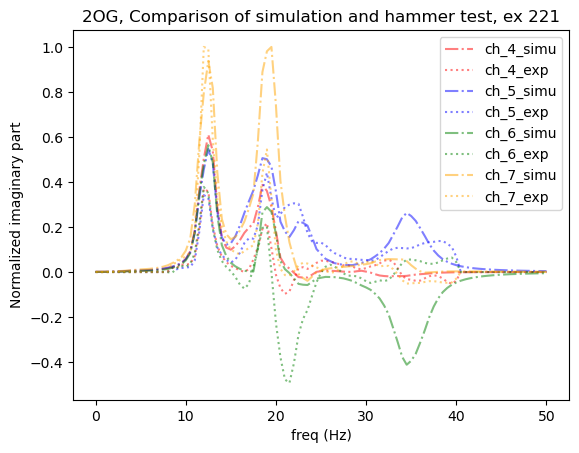 2OG, Comparison of simulation and hammer test, ex 221
Normalized imaginary part
1.0
0.8
0.6
0.4
0.2
0.0
−0.2
−0.4
ch_4_simu
ch_4_exp
ch_5_simu
ch_5_exp
ch_6_simu
ch_6_exp
ch_7_simu
ch_7_exp
0 10 20 30 40 50
freq (Hz)